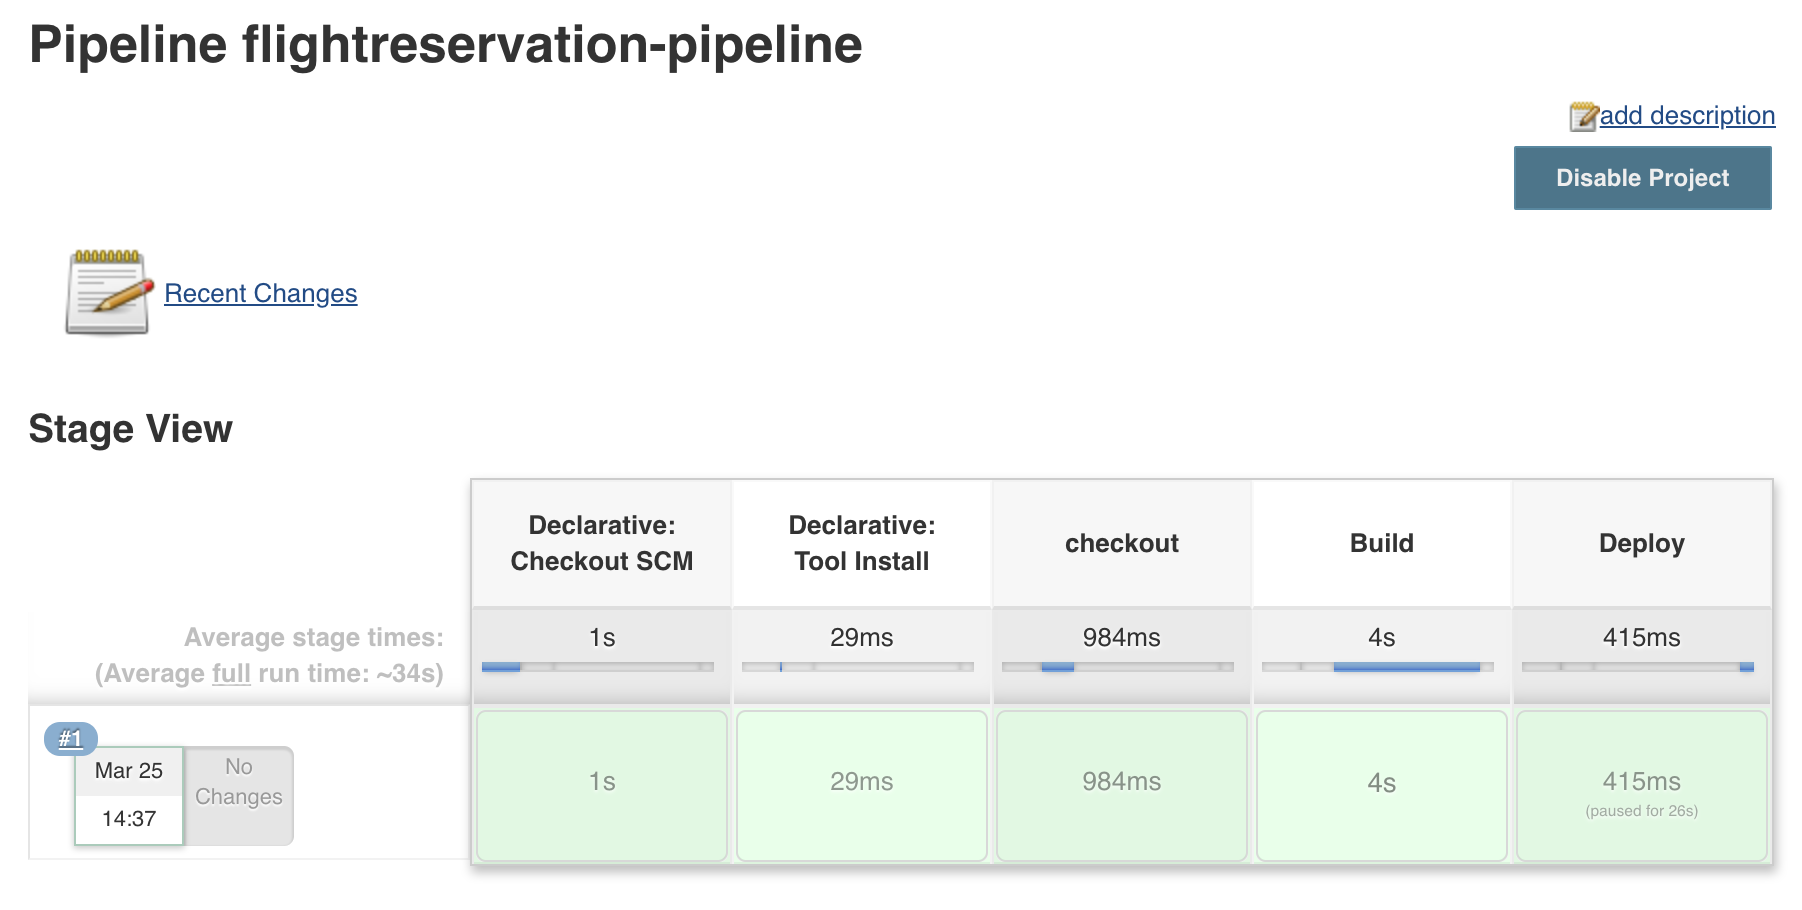 Pipeline flightreservation-pipeline
add description
Disable Project
Recent Changes
Stage View
Declarative:
Checkout SCM
Declarative:
Tool Install
checkout
Build
Deploy
Average stage times:
(Average full run time: ~34s)
1s
29ms
984ms
4s
415ms
#1
Mar 25
14:37
No
Changes
1s
29ms
984ms
4s
415ms
(paused for 26s)